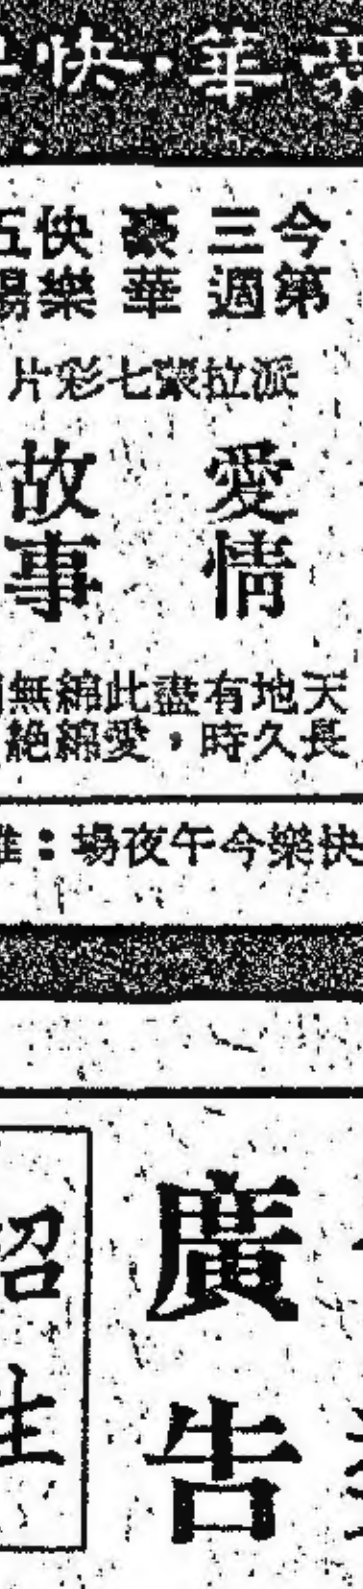 華·快
今第三週
豪華
快樂
派拉蒙七彩片
愛情
故事
天長地久有時盡，此愛綿綿無絕
快樂今午夜場：
廣告